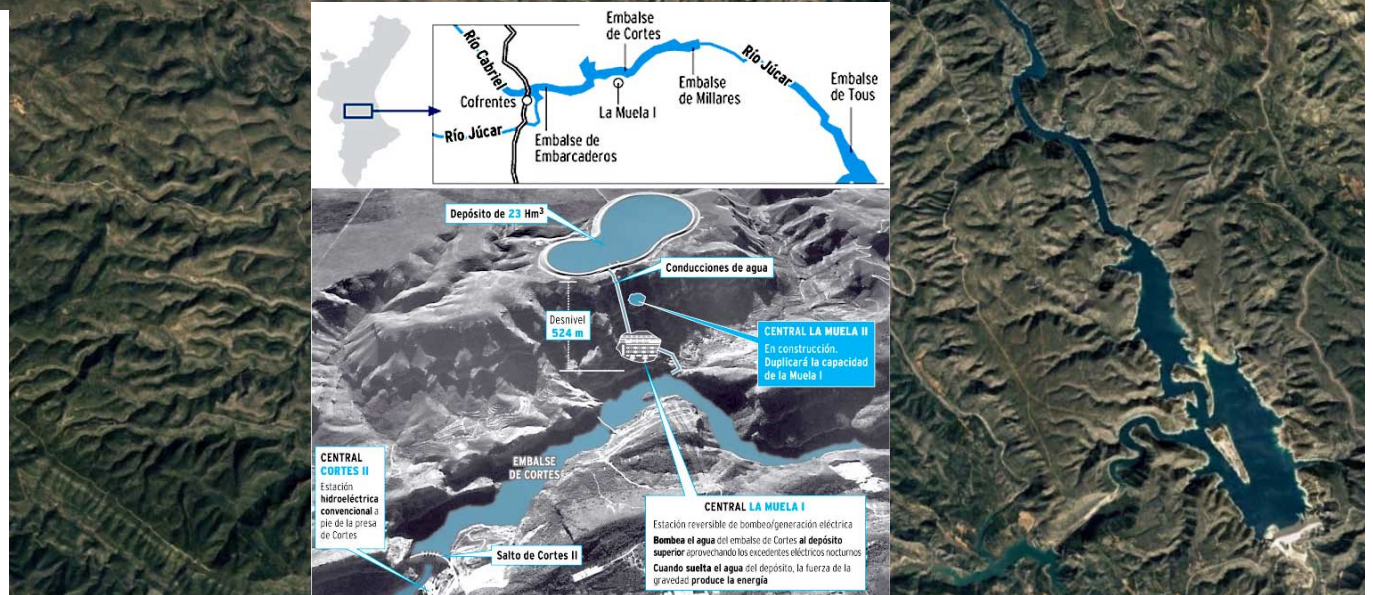 Embalse
de Cortes
Río Cabriel
Río Júcar
Embalse
de Tous
Cofrentes
Embalse
de Millares
La Muela I
Río Júcar
Embalse de
Embarcaderos
Depósito de 23 Hm³
Conducciones de agua
Desnivel
524 m
CENTRAL LA MUELA II
En construcción.
Duplicará la capacidad
de la Muela I
EMBALSE
DE CORTES
CENTRAL
CORTES II
Estación
hidroeléctrica
convencional a
pie de la presa
de Cortes
Salto de Cortes II
CENTRAL LA MUELA I
Estación reversible de bombeo/generación eléctrica
Bombea el agua del embalse de Cortes al depósito
superior aprovechando los excedentes eléctricos nocturnos
Cuando suelta el agua del depósito, la fuerza de la
gravedad produce la energía